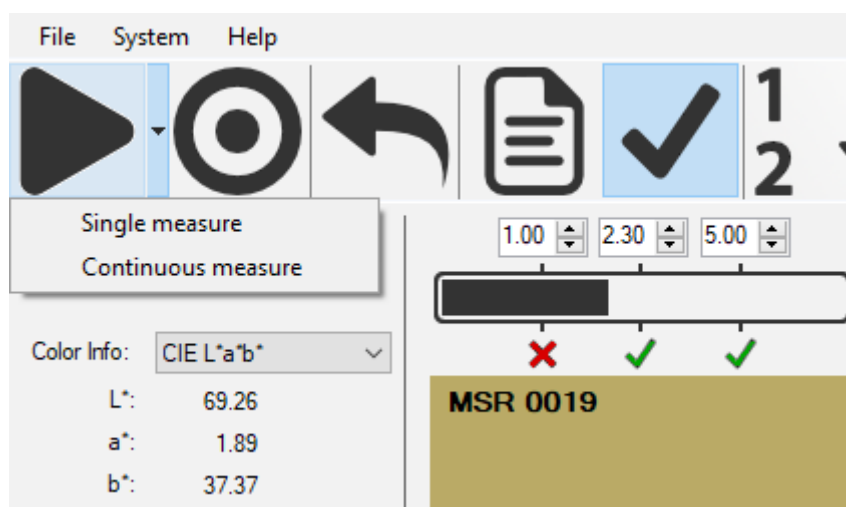 File System Help
1
2
Single measure
Continuous measure
1.00 2.30 5.00
Color Info: CIE L*a*b*
L*: 69.26
a*: 1.89
b*: 37.37
MSR 0019